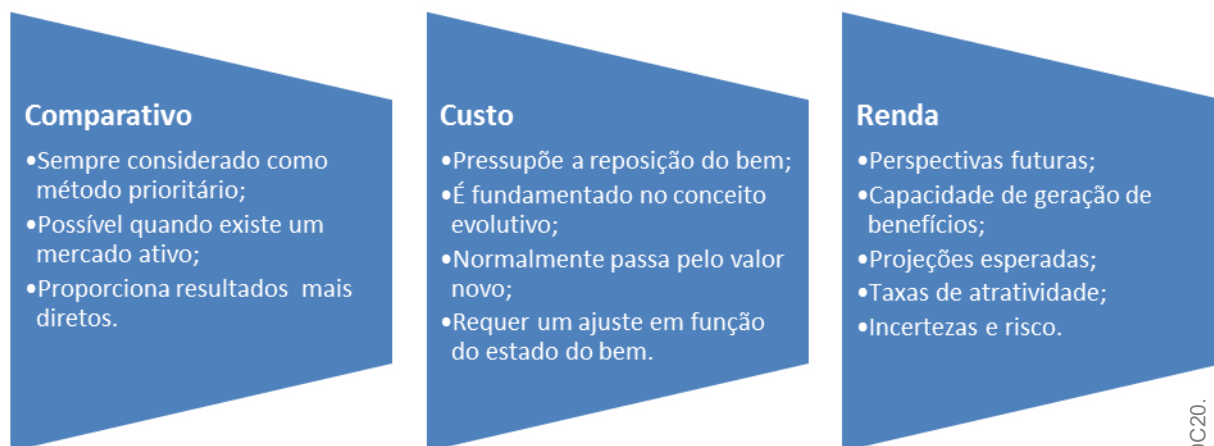 Comparativo
•Sempre considerado como
método prioritário;
•Possível quando existe um
mercado ativo;
•Proporciona resultados mais
diretos.
Custo
•Pressupõe a reposição do bem;
•É fundamentado no conceito
evolutivo;
•Normalmente passa pelo valor
novo;
•Requer um ajuste em função
do estado do bem.
Renda
•Perspectivas futuras;
•Capacidade de geração de
benefícios;
•Projeções esperadas;
•Taxas de atratividade;
•Incertezas e risco.